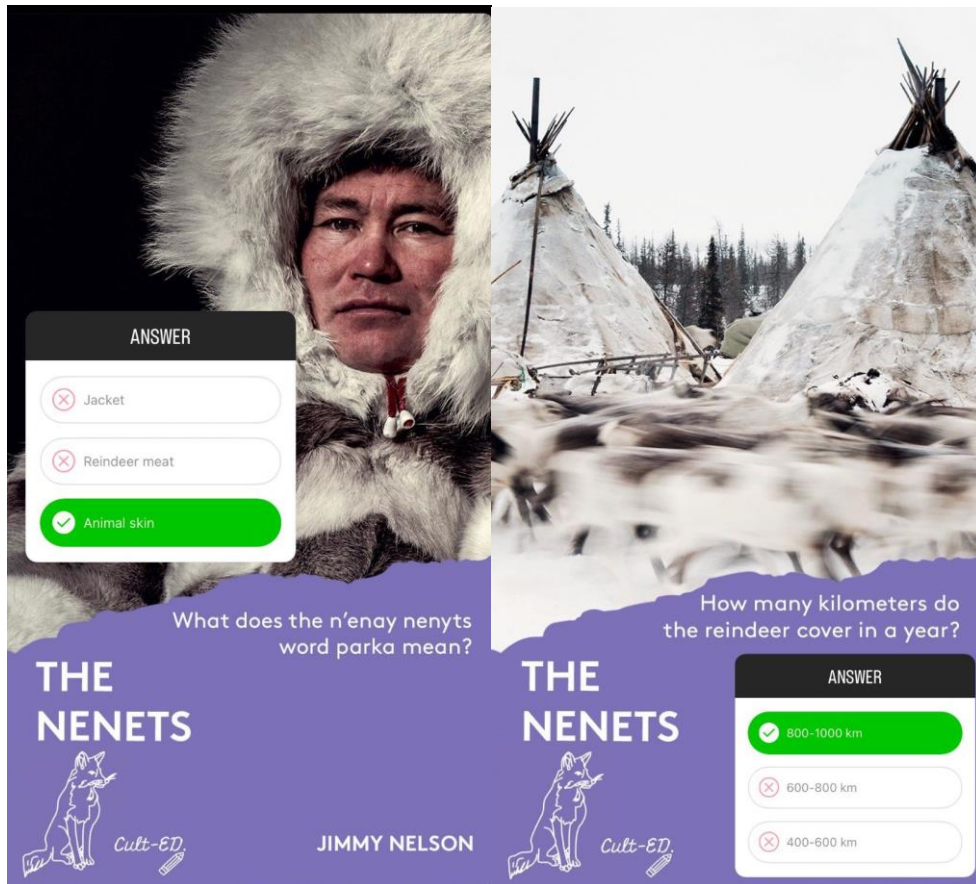 ANSWER
Jacket
Reindeer meat
Animal skin
What does the n'enay nenyts
word parka mean?
THE
NENETS
Cult-ED.
JIMMY NELSON
How many kilometers do
the reindeer cover in a year?
THE
NENETS
Cult-ED.
ANSWER
800-1000 km
600-800 km
400-600 km